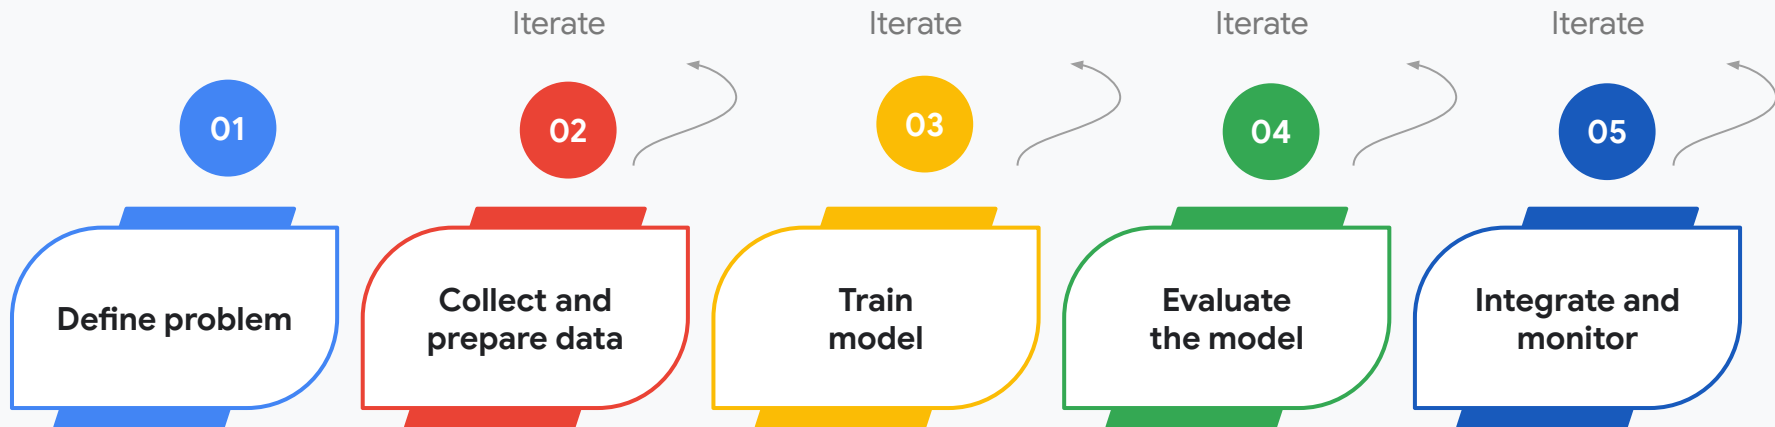 Iterate
Iterate
Iterate
Iterate
01
02
03
04
05
Define problem
Collect and
prepare data
Train
model
Evaluate
the model
Integrate and
monitor